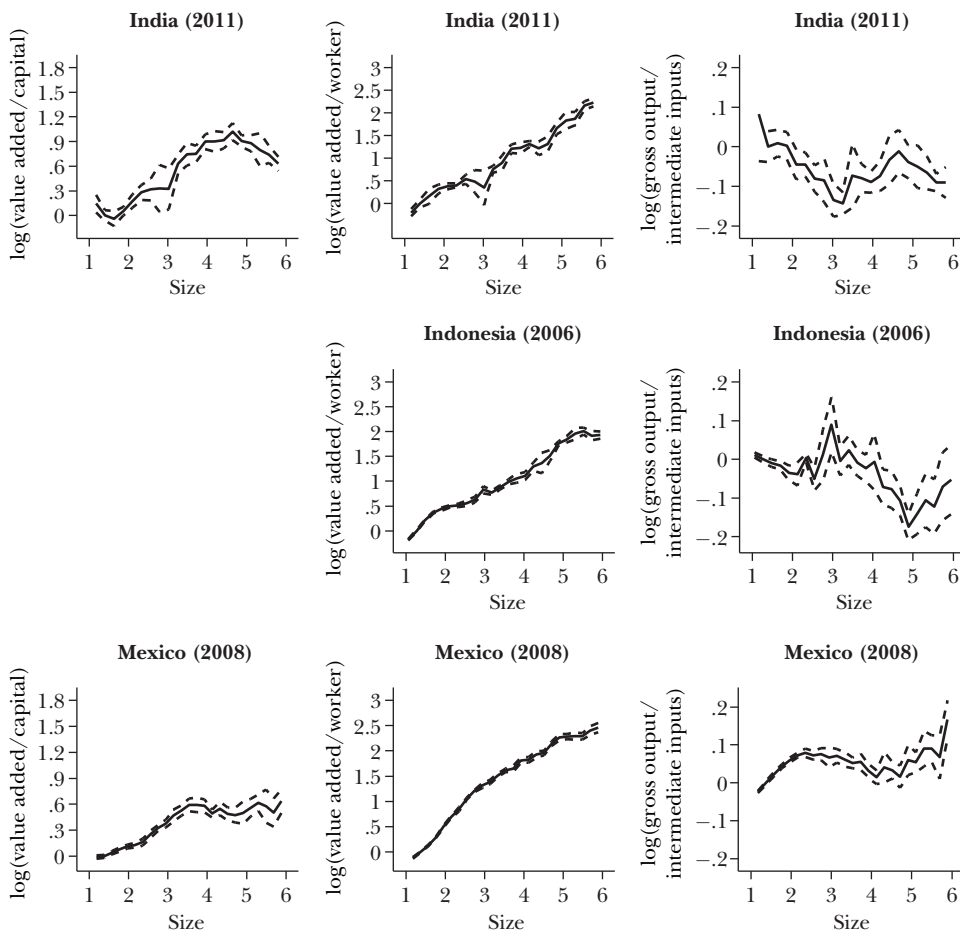 India (2011)
log(value added/capital)
1.8
1.5
1.2
.9
.6
.3
0
1 2 3 4 5 6
Size
India (2011)
log(value added/worker)
3
2.5
2
1.5
1
.5
0
1 2 3 4 5 6
Size
India (2011)
log(gross output/
intermediate inputs)
.2
.1
0
−.1
−.2
1 2 3 4 5 6
Size
Indonesia (2006)
log(value added/worker)
3
2.5
2
1.5
1
.5
0
1 2 3 4 5 6
Size
Indonesia (2006)
log(gross output/
intermediate inputs)
.2
.1
0
−.1
−.2
1 2 3 4 5 6
Size
Mexico (2008)
log(value added/capital)
1.8
1.5
1.2
.9
.6
.3
0
1 2 3 4 5 6
Size
Mexico (2008)
log(value added/worker)
3
2.5
2
1.5
1
.5
0
1 2 3 4 5 6
Size
Mexico (2008)
log(gross output/
intermediate inputs)
.2
.1
0
−.1
−.2
1 2 3 4 5 6
Size